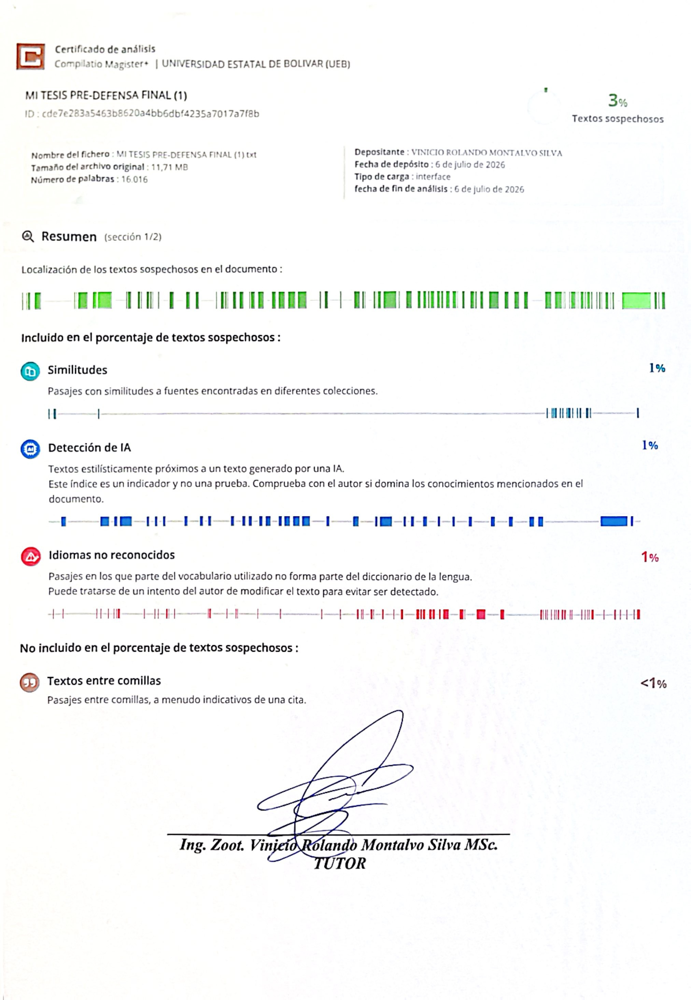 Certificado de análisis
Compilatio Magister+ | UNIVERSIDAD ESTATAL DE BOLIVAR (UEB)
MI TESIS PRE-DEFENSA FINAL (1)
ID : cde7e283a5463b8620a4bb6dbf4235a7017a7f8b
3%
Textos sospechosos
Nombre del fichero : MI TESIS PRE-DEFENSA FINAL (1).txt
Tamaño del archivo original : 11,71 MB
Número de palabras : 16.016
Depositante : VINICIO ROLANDO MONTALVO SILVA
Fecha de depósito : 6 de julio de 2026
Tipo de carga : interface
fecha de fin de análisis : 6 de julio de 2026
Resumen (sección 1/2)
Localización de los textos sospechosos en el documento :
Incluido en el porcentaje de textos sospechosos :
Similitudes 1%
Pasajes con similitudes a fuentes encontradas en diferentes colecciones.
AI
Detección de IA 1%
Textos estilísticamente próximos a un texto generado por una IA.
Este índice es un indicador y no una prueba. Comprueba con el autor si domina los conocimientos mencionados en el
documento.
Idiomas no reconocidos 1%
Pasajes en los que parte del vocabulario utilizado no forma parte del diccionario de la lengua.
Puede tratarse de un intento del autor de modificar el texto para evitar ser detectado.
No incluido en el porcentaje de textos sospechosos :
Textos entre comillas <1%
Pasajes entre comillas, a menudo indicativos de una cita.
Ing. Zoot. Vinicio Rolando Montalvo Silva MSc.
TUTOR